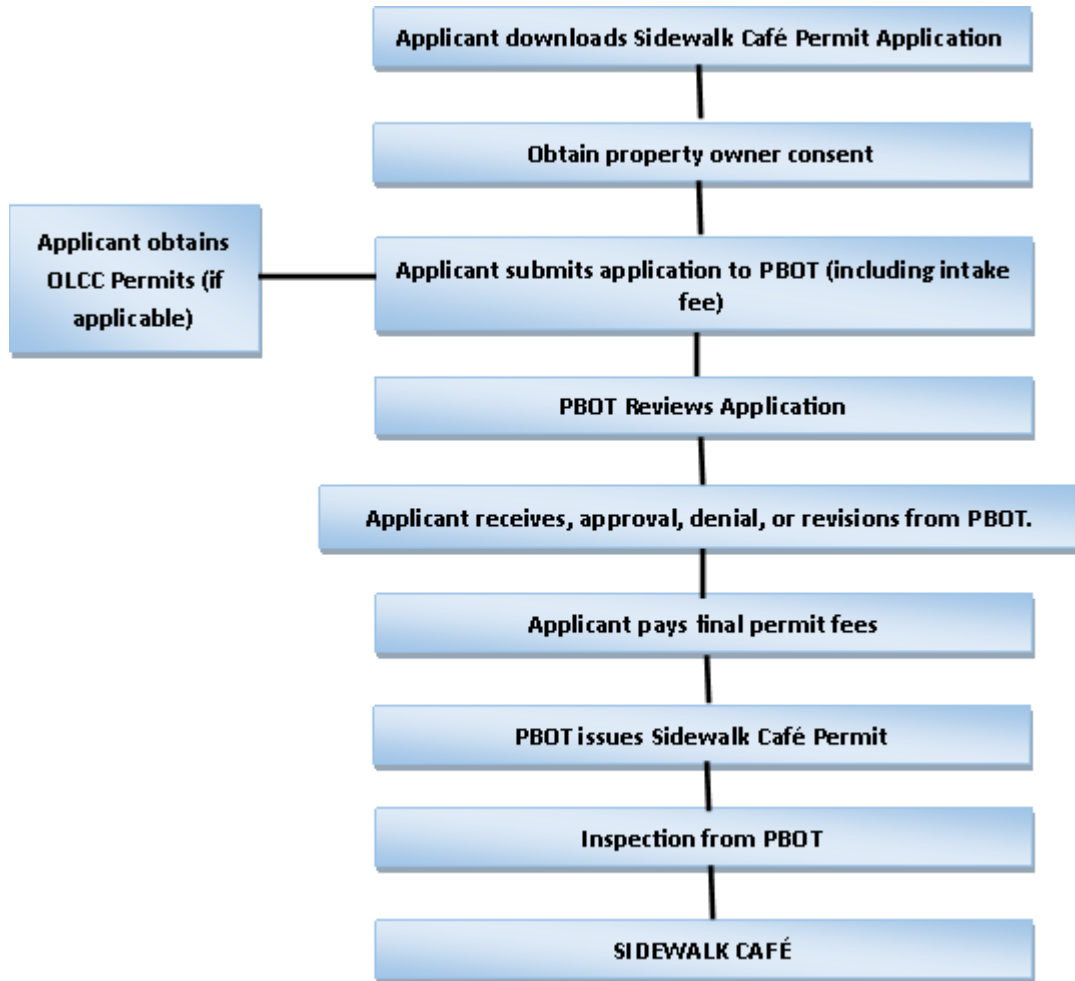 Applicant downloads Sidewalk Café Permit Application
Obtain property owner consent
Applicant obtains
OLCC Permits (if
applicable)
Applicant submits application to PBOT (including intake
fee)
PBOT Reviews Application
Applicant receives, approval, denial, or revisions from PBOT.
Applicant pays final permit fees
PBOT issues Sidewalk Café Permit
Inspection from PBOT
SIDEWALK CAFÉ